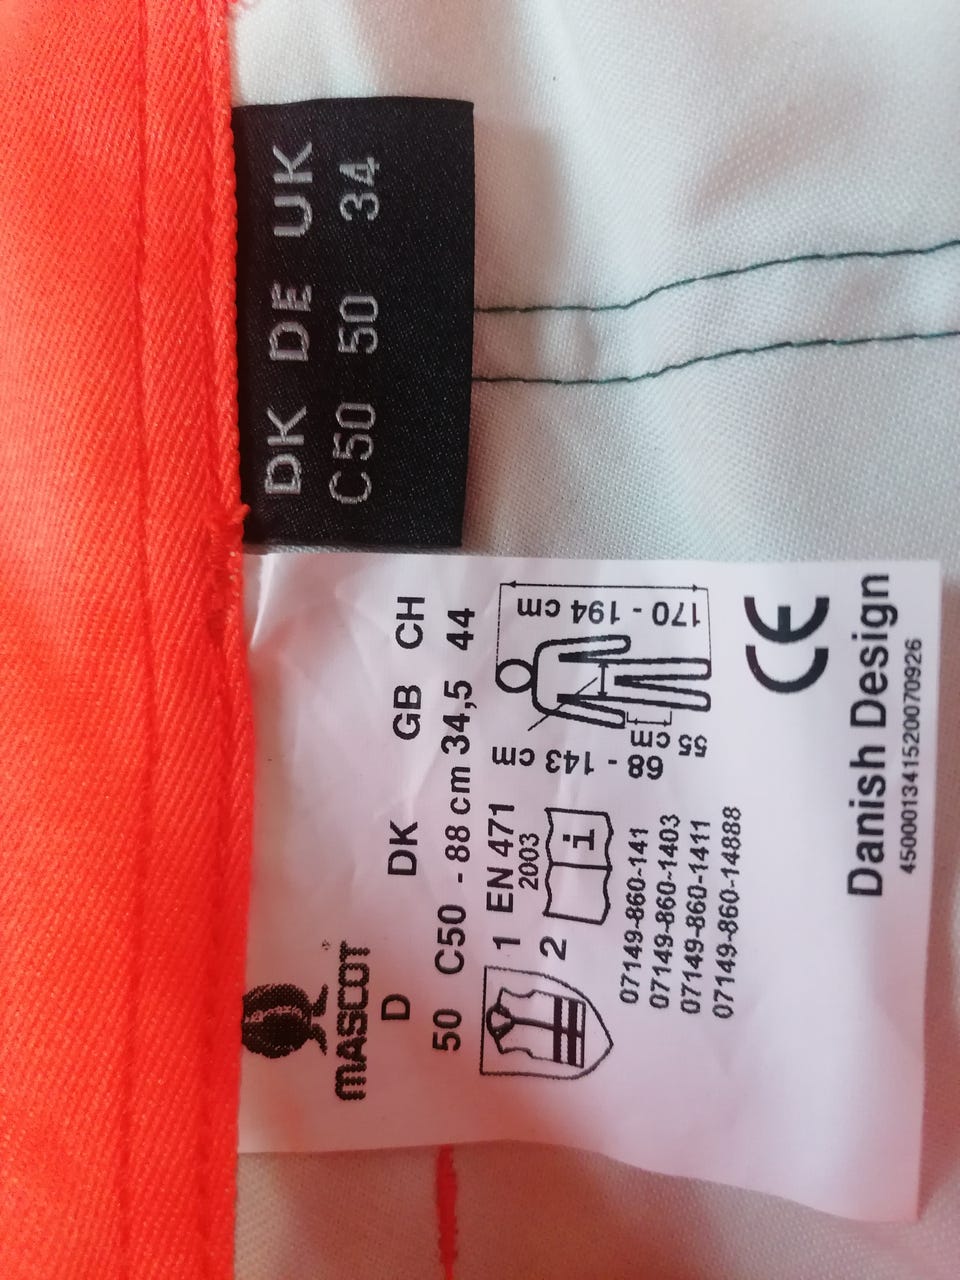 DK DE UK
C50 50 34
MASCOT
D DK GB CH
50 C50 - 88 cm 34,5 44
1 EN 471
2003
2
i
170 - 194 cm
68 - 143 cm
55 cm
07149-860-141
07149-860-1403
07149-860-1411
07149-860-14888
CE
Danish Design
450001341520070926